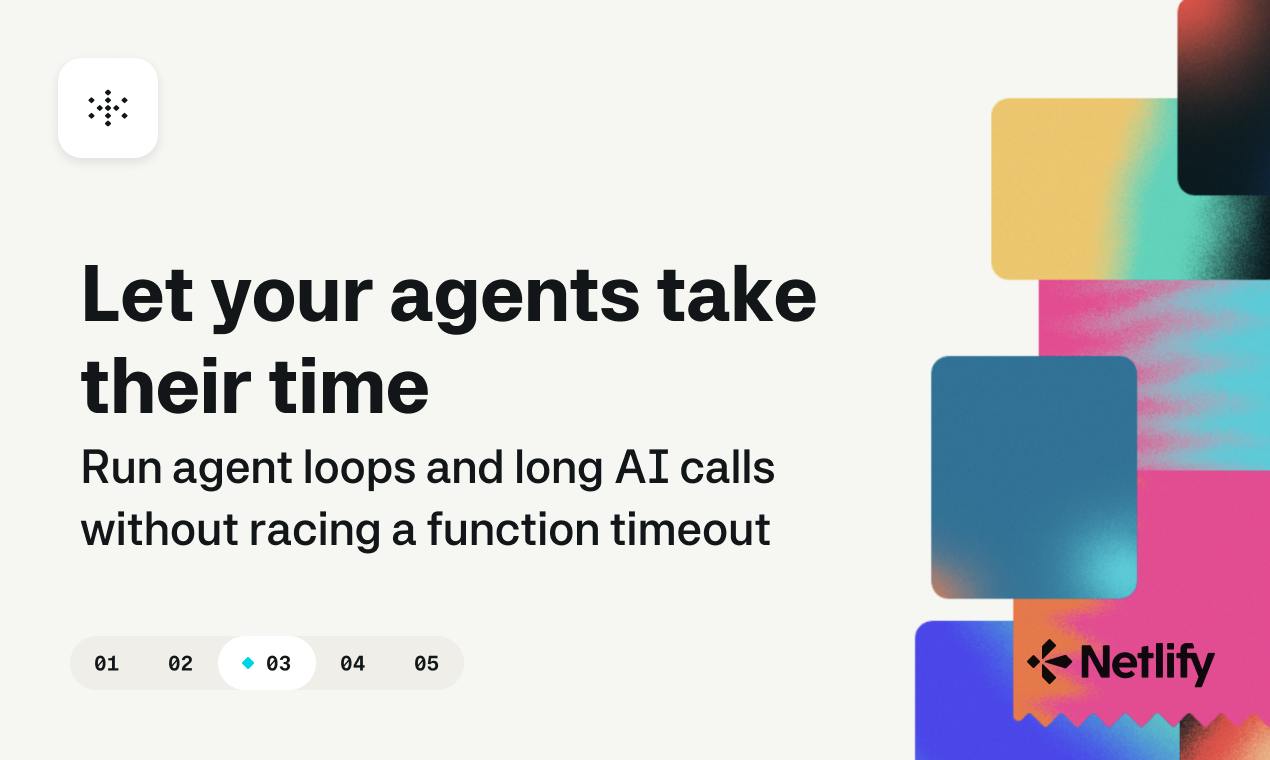 Let your agents take
their time
Run agent loops and long AI calls
without racing a function timeout
01 02 03 04 05
Netlify